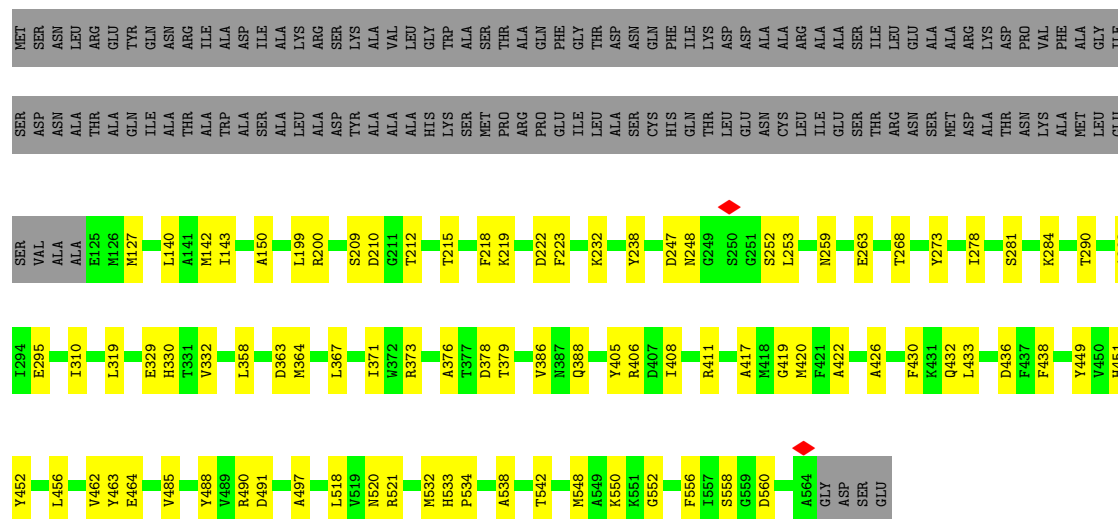 MET SER ASN LEU ARG GLU TYR GLN ASN ARG ILE ALA ASP ILE ALA LYS ARG SER LYS ALA VAL LEU GLY TRP ALA SER THR ALA GLN PHE GLY THR ASP ASN GLN PHE ILE LYS ASP ASP ALA ALA ARG ALA ALA SER ILE LEU GLU ALA ALA ARG LYS ASP PRO VAL PHE ALA GLY ILE
SER ASP ASN ALA THR ALA GLN ILE ALA THR ALA TRP ALA SER ALA LEU ALA ASP TYR ALA ALA ALA HIS LYS SER MET PRO ARG PRO GLU ILE LEU ALA SER CYS HIS GLN THR LEU GLU ASN CYS LEU ILE GLU SER THR ARG ASN SER MET ASP ALA THR ASN LYS ALA MET LEU GLU
SER VAL ALA ALA E125 M126 M127 L140 A141 M142 I143 A150 L199 R200 S209 D210 G211 T212 T215 F218 K219 D222 F223 K232 Y238 D247 N248 G249 S250 G251 S252 L253 N259 E263 T268 Y273 I278 S281 K284 T290
I294 E295 I310 L319 E329 H330 T331 V332 L358 D363 M364 L367 I371 W372 R373 A376 T377 D378 T379 V386 N387 Q388 Y405 R406 D407 I408 R411 A417 M418 G419 M420 F421 A422 A426 F430 K431 Q432 L433 D436 F437 F438 Y449 V450 H451
Y452 L456 V462 Y463 E464 V485 Y488 V489 R490 D491 A497 L518 V519 N520 R521 M532 H533 P534 A538 T542 M548 A549 K550 K551 G552 F556 I557 S558 G559 D560 A564 GLY ASP SER GLU